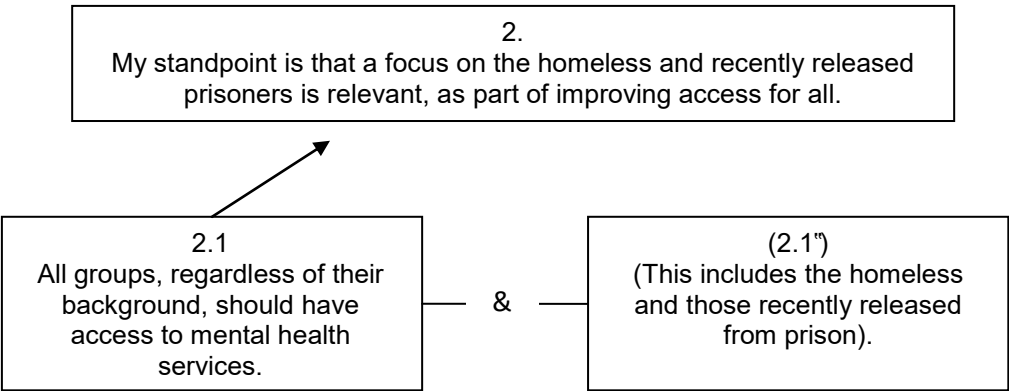 2.
My standpoint is that a focus on the homeless and recently released
prisoners is relevant, as part of improving access for all.
2.1
All groups, regardless of their
background, should have
access to mental health
services.
&
(2.1‟)
(This includes the homeless
and those recently released
from prison).